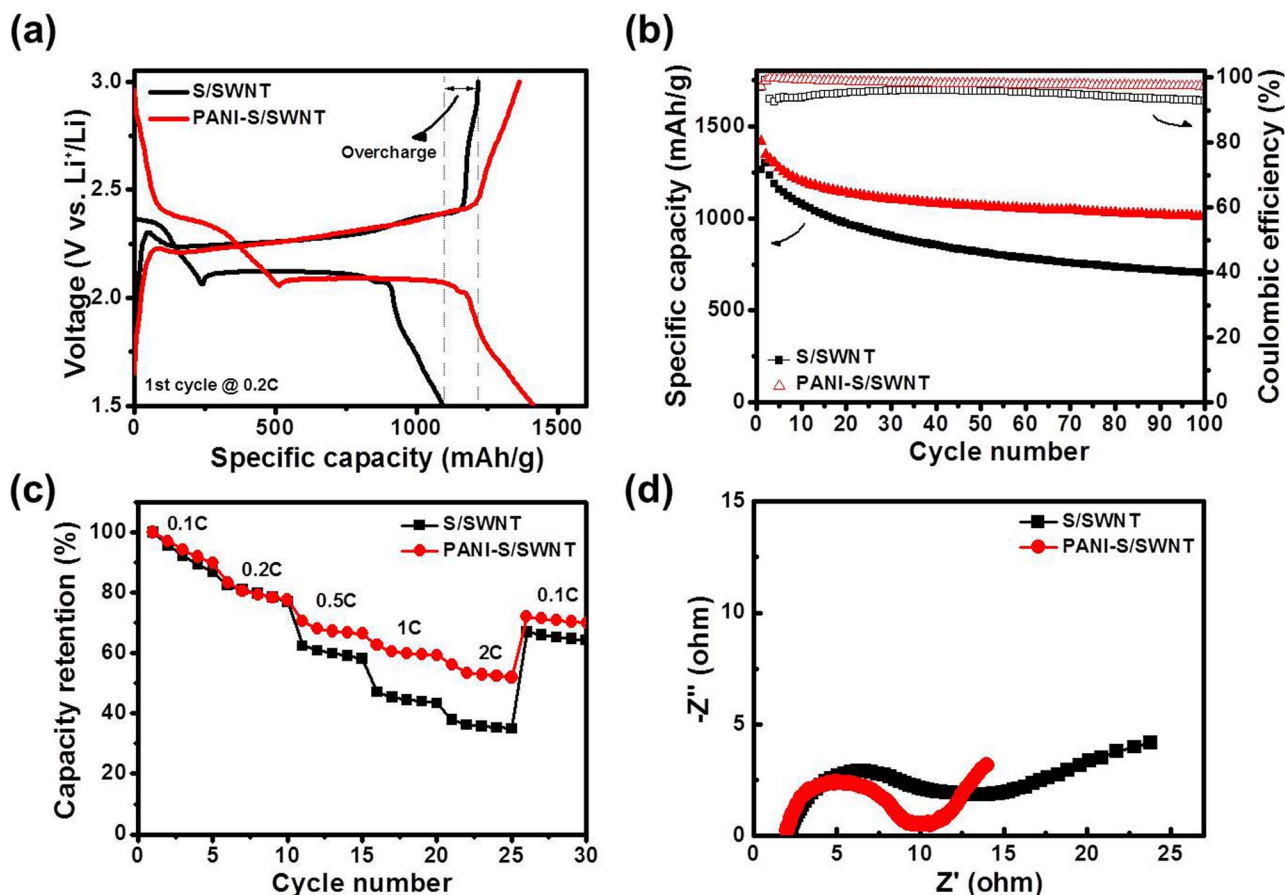 (a)
3.0
2.5
2.0
1.5
Voltage (V vs. Li⁺/Li)
S/SWNT
PANI-S/SWNT
Overcharge
1st cycle @ 0.2C
0
500
1000
1500
Specific capacity (mAh/g)
(b)
1750
1500
1250
1000
750
500
250
0
Specific capacity (mAh/g)
S/SWNT
PANI-S/SWNT
100
80
60
40
20
0
Coulombic efficiency (%)
0
10
20
30
40
50
60
70
80
90
100
Cycle number
(c)
100
80
60
40
20
0
Capacity retention (%)
S/SWNT
PANI-S/SWNT
0.1C
0.2C
0.5C
1C
2C
0.1C
0
5
10
15
20
25
30
Cycle number
(d)
15
10
5
0
-Z'' (ohm)
S/SWNT
PANI-S/SWNT
0
5
10
15
20
25
Z' (ohm)